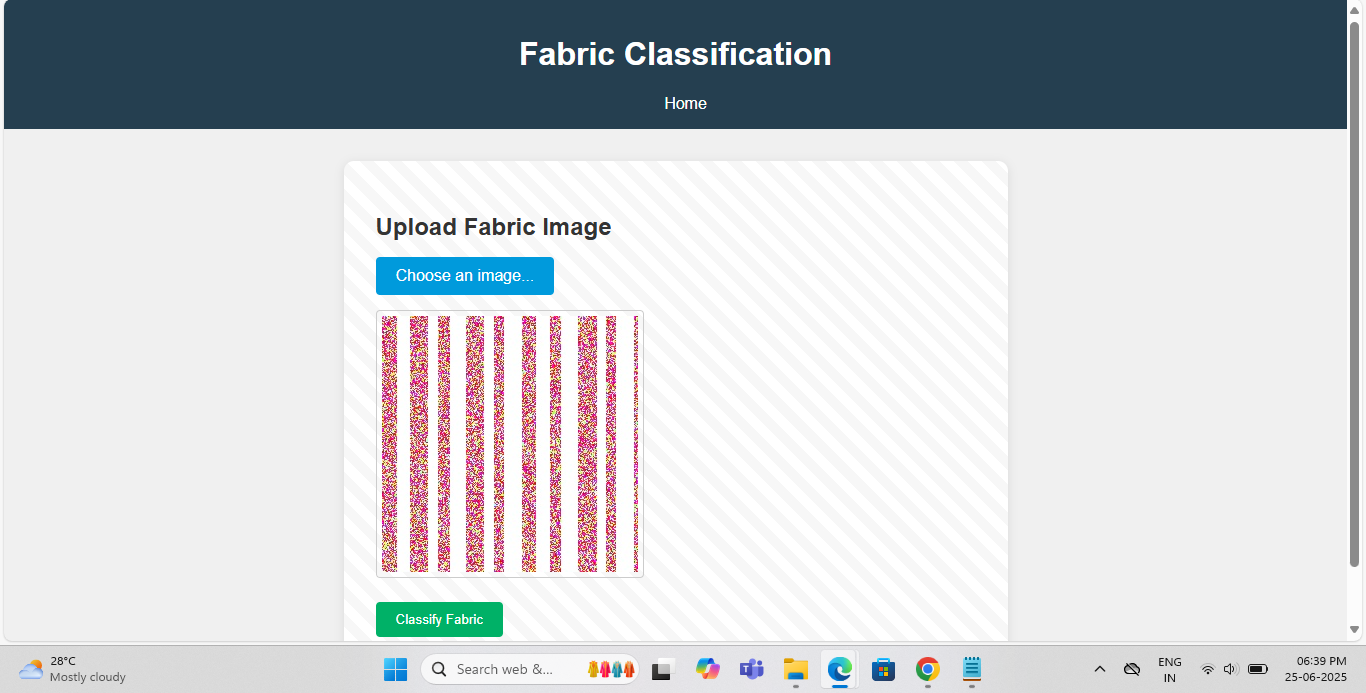 Fabric Classification
Home
Upload Fabric Image
Choose an image...
Classify Fabric
28°C
Mostly cloudy
Search web &...
ENG
IN
06:39 PM
25-06-2025